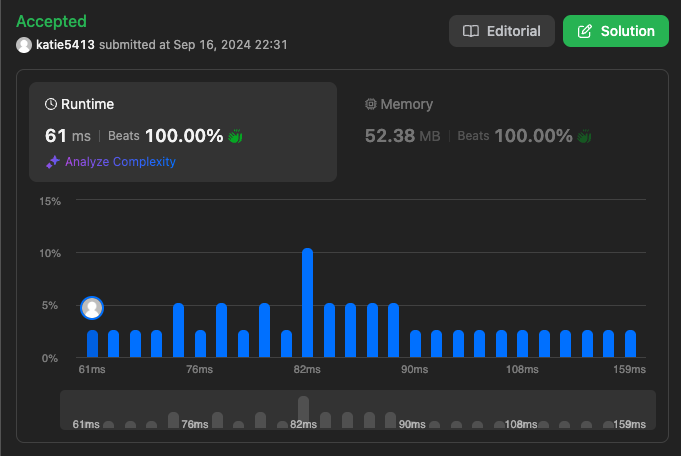 Accepted
katie5413 submitted at Sep 16, 2024 22:31
Editorial
Solution
Runtime
61 ms | Beats 100.00%
Analyze Complexity
Memory
52.38 MB | Beats 100.00%
15%
10%
5%
0%
61ms 76ms 82ms 90ms 108ms 159ms
61ms 76ms 82ms 90ms 108ms 159ms